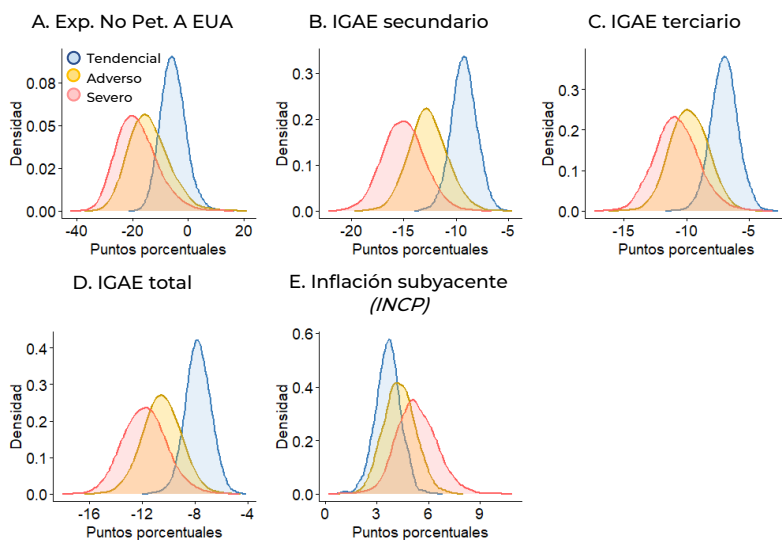 A. Exp. No Pet. A EUA
Densidad
0.08
0.05
0.02
0.00
Tendencial
Adverso
Severo
-40
-20
0
20
Puntos porcentuales
B. IGAE secundario
Densidad
0.3
0.2
0.1
0.0
-20
-15
-10
-5
Puntos porcentuales
C. IGAE terciario
Densidad
0.3
0.2
0.1
0.0
-15
-10
-5
Puntos porcentuales
D. IGAE total
Densidad
0.4
0.3
0.2
0.1
0.0
-16
-12
-8
-4
Puntos porcentuales
E. Inflación subyacente
(INCP)
Densidad
0.6
0.4
0.2
0.0
0
3
6
9
Puntos porcentuales